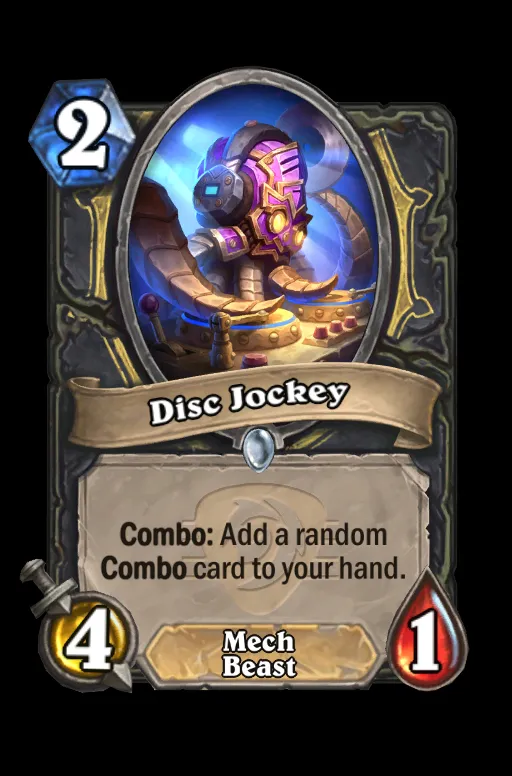 2
Disc Jockey
Combo: Add a random
Combo card to your hand.
4
Mech
Beast
1